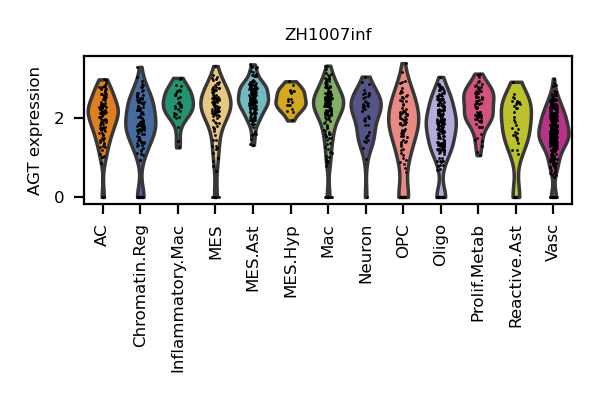 ZH1007inf
AGT expression
2
0
AC
Chromatin.Reg
Inflammatory.Mac
MES
MES.Ast
MES.Hyp
Mac
Neuron
OPC
Oligo
Prolif.Metab
Reactive.Ast
Vasc